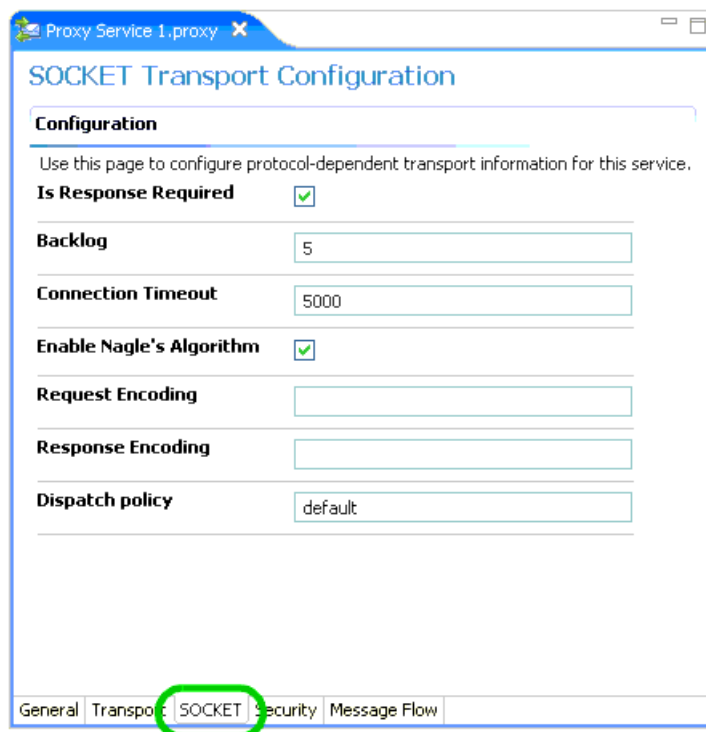 Proxy Service 1.proxy
SOCKET Transport Configuration
Configuration
Use this page to configure protocol-dependent transport information for this service.
Is Response Required
Backlog
5
Connection Timeout
5000
Enable Nagle's Algorithm
Request Encoding
Response Encoding
Dispatch policy
default
General Transport SOCKET Security Message Flow